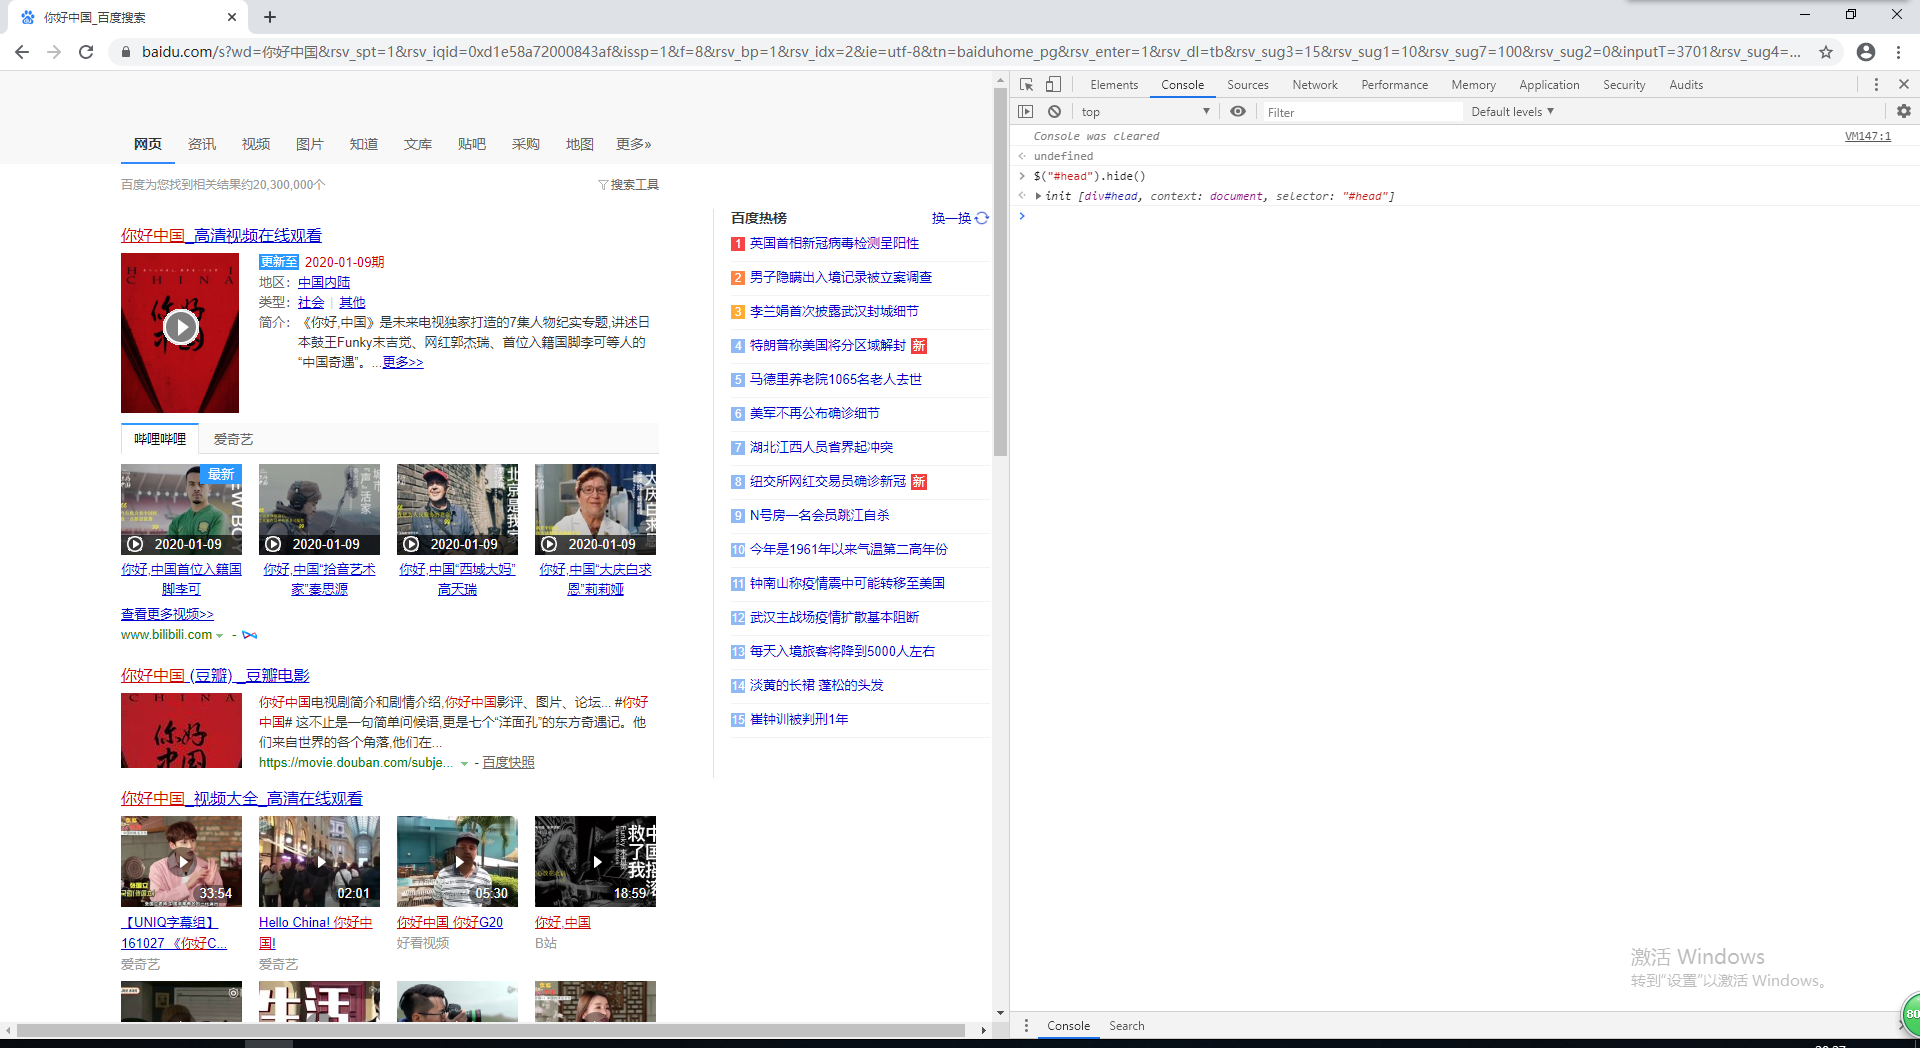 你好中国_百度搜索
baidu.com/s?wd=你好中国&rsv_spt=1&rsv_iqid=0xd1e58a72000843af&issp=1&f=8&rsv_bp=1&rsv_idx=2&ie=utf-8&tn=baiduhome_pg&rsv_enter=1&rsv_dl=tb&rsv_sug3=15&rsv_sug1=10&rsv_sug7=100&rsv_sug2=0&inputT=3701&rsv_sug4=...
网页 资讯 视频 图片 知道 文库 贴吧 采购 地图 更多»
百度为您找到相关结果约20,300,000个
搜索工具
你好中国_高清视频在线观看
HI
CHINA
更新至 2020-01-09期
地区: 中国内陆
类型: 社会 | 其他
简介: 《你好,中国》是未来电视独家打造的7集人物纪实专题,讲述日
本鼓王Funky末吉觉、网红郭杰瑞、首位入籍国脚李可等人的
“中国奇遇”。...更多>>
哔哩哔哩 爱奇艺
最新
2020-01-09
你好,中国首位入籍国
脚李可
2020-01-09
你好,中国“拾音艺术
家”秦思源
北京是我家
2020-01-09
你好,中国“西城大妈”
高天瑞
大庆白求恩
2020-01-09
你好,中国“大庆白求
恩”莉莉娅
查看更多视频>>
www.bilibili.com -
你好中国 (豆瓣)_豆瓣电影
CHINA
你好中国
你好中国电视剧简介和剧情介绍,你好中国影评、图片、论坛... #你好
中国# 这不止是一句简单问候语,更是七个“洋面孔”的东方奇遇记。他
们来自世界的各个角落,他们在...
https://movie.douban.com/subje... - 百度快照
你好中国_视频大全_高清在线观看
33:54
【UNIQ字幕组】
161027 《你好C...
爱奇艺
02:01
Hello China! 你好中
国!
爱奇艺
05:30
你好中国 你好G20
好看视频
中国摇滚
救了我
18:59
你好,中国
B站
生活
百度热榜 换一换
1 英国首相新冠病毒检测呈阳性
2 男子隐瞒出入境记录被立案调查
3 李兰娟首次披露武汉封城细节
4 特朗普称美国将分区域解封 新
5 马德里养老院1065名老人去世
6 美军不再公布确诊细节
7 湖北江西人员省界起冲突
8 纽交所网红交易员确诊新冠 新
9 N号房一名会员跳江自杀
10 今年是1961年以来气温第二高年份
11 钟南山称疫情震中可能转移至美国
12 武汉主战场疫情扩散基本阻断
13 每天入境旅客将降到5000人左右
14 淡黄的长裙 蓬松的头发
15 崔钟训被判刑1年
Elements Console Sources Network Performance Memory Application Security Audits
top Filter Default levels
Console was cleared VM147:1
undefined
$("#head").hide()
init [div#head, context: document, selector: "#head"]
激活 Windows
转到“设置”以激活 Windows。
80
Console Search